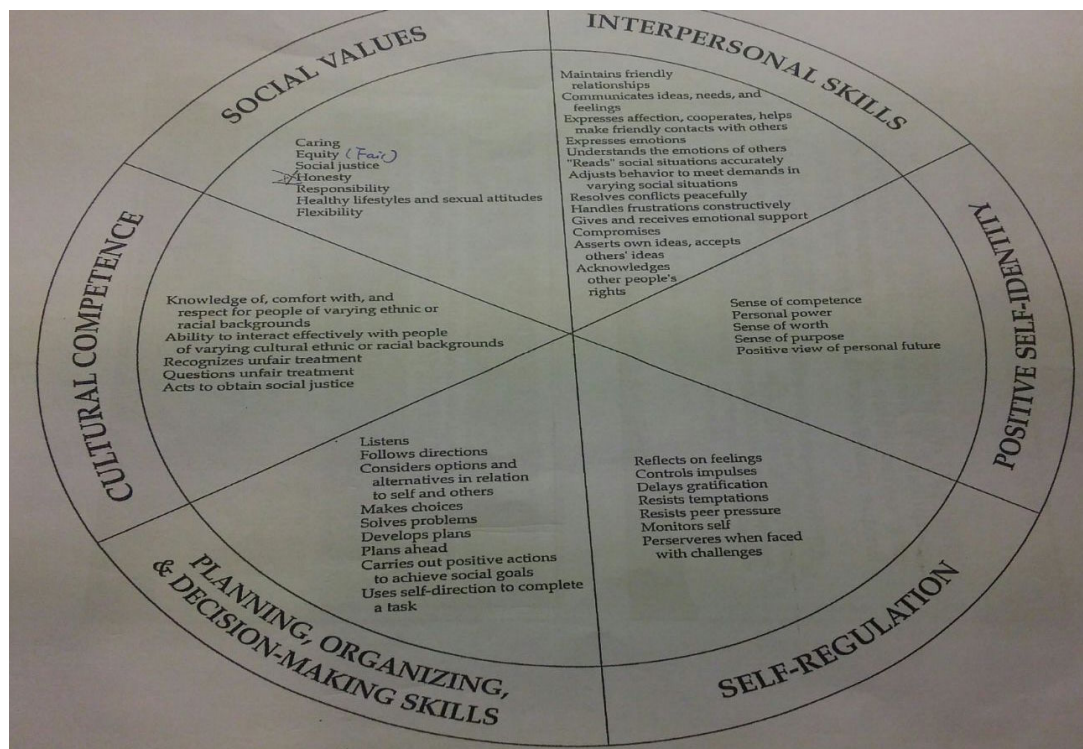 SOCIAL VALUES
Caring
Equity (Fair)
Social justice
Honesty
Responsibility
Healthy lifestyles and sexual attitudes
Flexibility
INTERPERSONAL SKILLS
Maintains friendly
relationships
Communicates ideas, needs, and
feelings
Expresses affection, cooperates, helps
make friendly contacts with others
Expresses emotions
Understands the emotions of others
"Reads" social situations accurately
Adjusts behavior to meet demands in
varying social situations
Resolves conflicts peacefully
Handles frustrations constructively
Gives and receives emotional support
Compromises
Asserts own ideas, accepts
others' ideas
Acknowledges
other people's
rights
POSITIVE SELF-IDENTITY
Sense of competence
Personal power
Sense of worth
Sense of purpose
Positive view of personal future
SELF-REGULATION
Reflects on feelings
Controls impulses
Delays gratification
Resists temptations
Resists peer pressure
Monitors self
Perserveres when faced
with challenges
PLANNING, ORGANIZING,
& DECISION-MAKING SKILLS
Listens
Follows directions
Considers options and
alternatives in relation
to self and others
Makes choices
Solves problems
Develops plans
Plans ahead
Carries out positive actions
to achieve social goals
Uses self-direction to complete
a task
CULTURAL COMPETENCE
Knowledge of, comfort with, and
respect for people of varying ethnic or
racial backgrounds
Ability to interact effectively with people
of varying cultural ethnic or racial backgrounds
Recognizes unfair treatment
Questions unfair treatment
Acts to obtain social justice